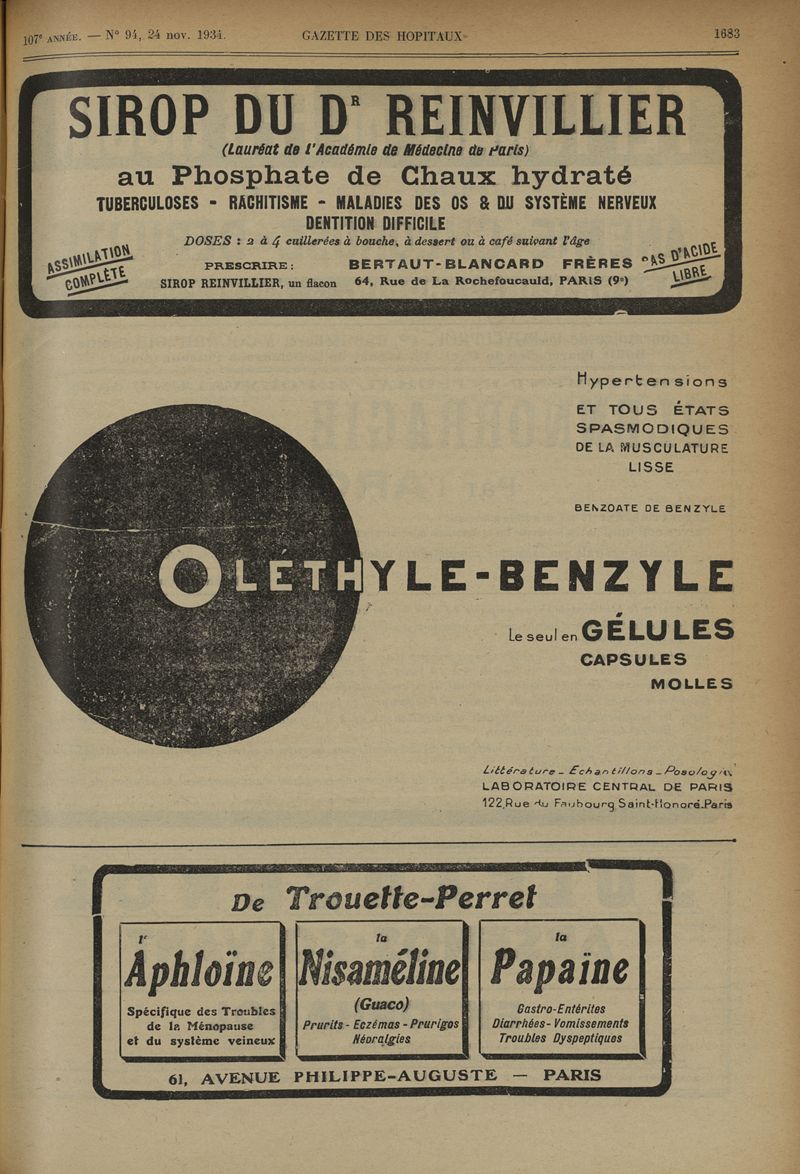 107e ANNÉE. — N° 94, 24 nov. 1934. GAZETTE DES HOPITAUX 1683
SIROP DU DR REINVILLIER
(Lauréat de l'Académie de Médecine de Paris)
au Phosphate de Chaux hydraté
TUBERCULOSES - RACHITISME - MALADIES DES OS & DU SYSTÈME NERVEUX
DENTITION DIFFICILE
DOSES : 2 à 4 cuillerées à bouche, à dessert ou à café suivant l'âge
ASSIMILATION
COMPLÈTE
PRESCRIRE :
SIROP REINVILLIER, un flacon
BERTAUT-BLANCARD FRÈRES
64, Rue de La Rochefoucauld, PARIS (9e)
PAS D'ACIDE
LIBRE
Hypertensions
ET TOUS ÉTATS
SPASMODIQUES
DE LA MUSCULATURE
LISSE
BENZOATE DE BENZYLE
OLÉTHYLE-BENZYLE
Le seul en GÉLULES
CAPSULES
MOLLES
Littérature _ Échantillons _ Posologie
LABORATOIRE CENTRAL DE PARIS
122, Rue du Faubourg Saint-Honoré_Paris
De Trouette-Perret
l'
Aphloïne
Spécifique des Troubles
de la Ménopause
et du système veineux
la
Nisaméline
(Guaco)
Prurits - Eczémas - Prurigos
Néoralgies
la
Papaïne
Gastro-Entérites
Diarrhées - Vomissements
Troubles Dyspeptiques
61, AVENUE PHILIPPE-AUGUSTE — PARIS